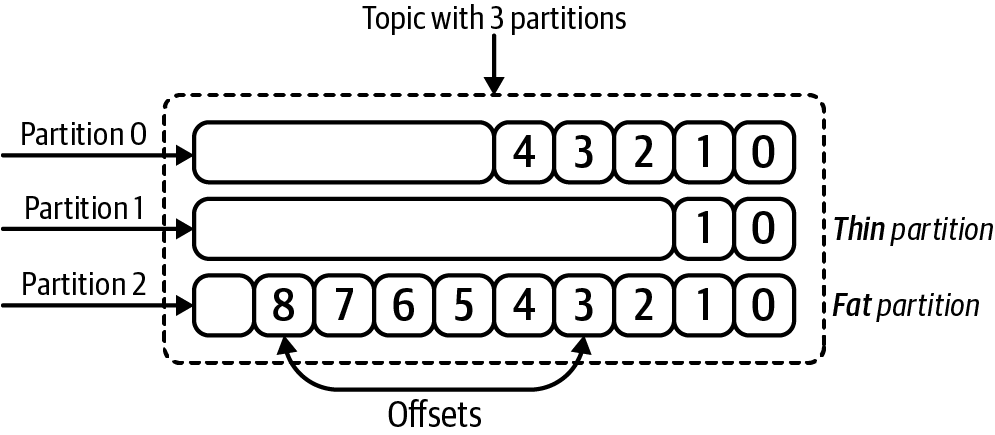 Topic with 3 partitions
Partition 0
4 3 2 1 0
Partition 1
1 0
Thin partition
Partition 2
8 7 6 5 4 3 2 1 0
Fat partition
Offsets